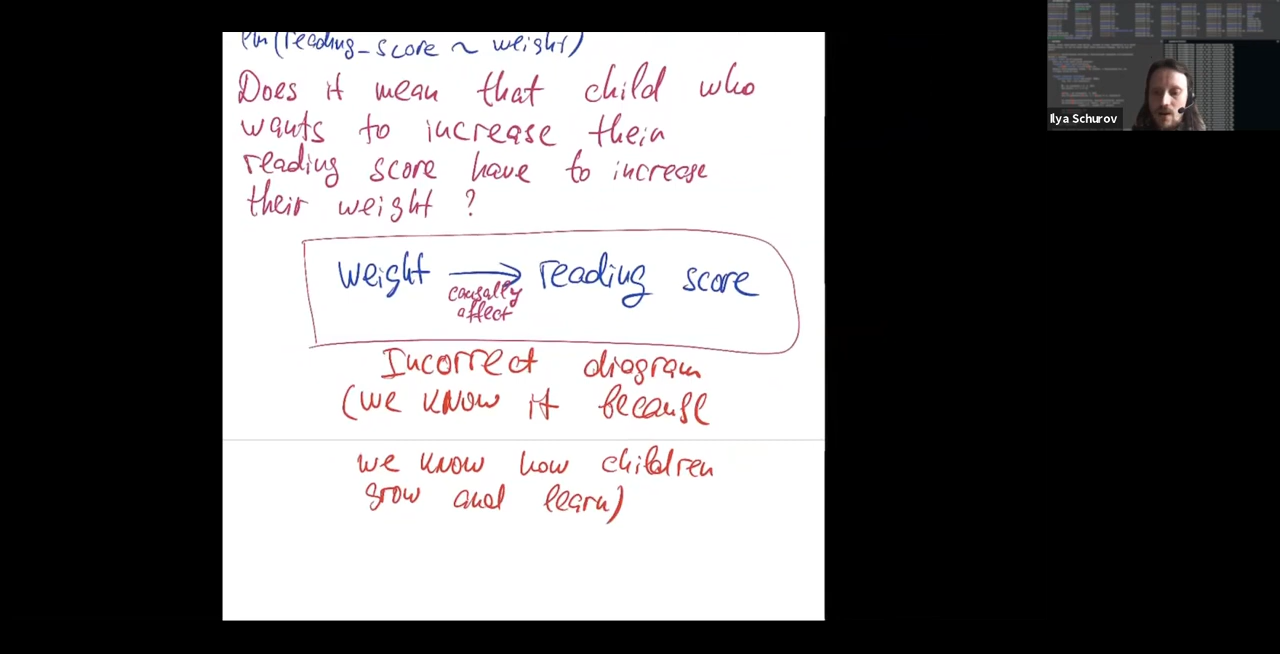 lm(reading_score ~ weight)
Does it mean that child who
wants to increase their
reading score have to increase
their weight ?
weight → reading score
causally
affect
Incorrect diagram
(we know it because
we know how children
grow and learn)
Ilya Schurov